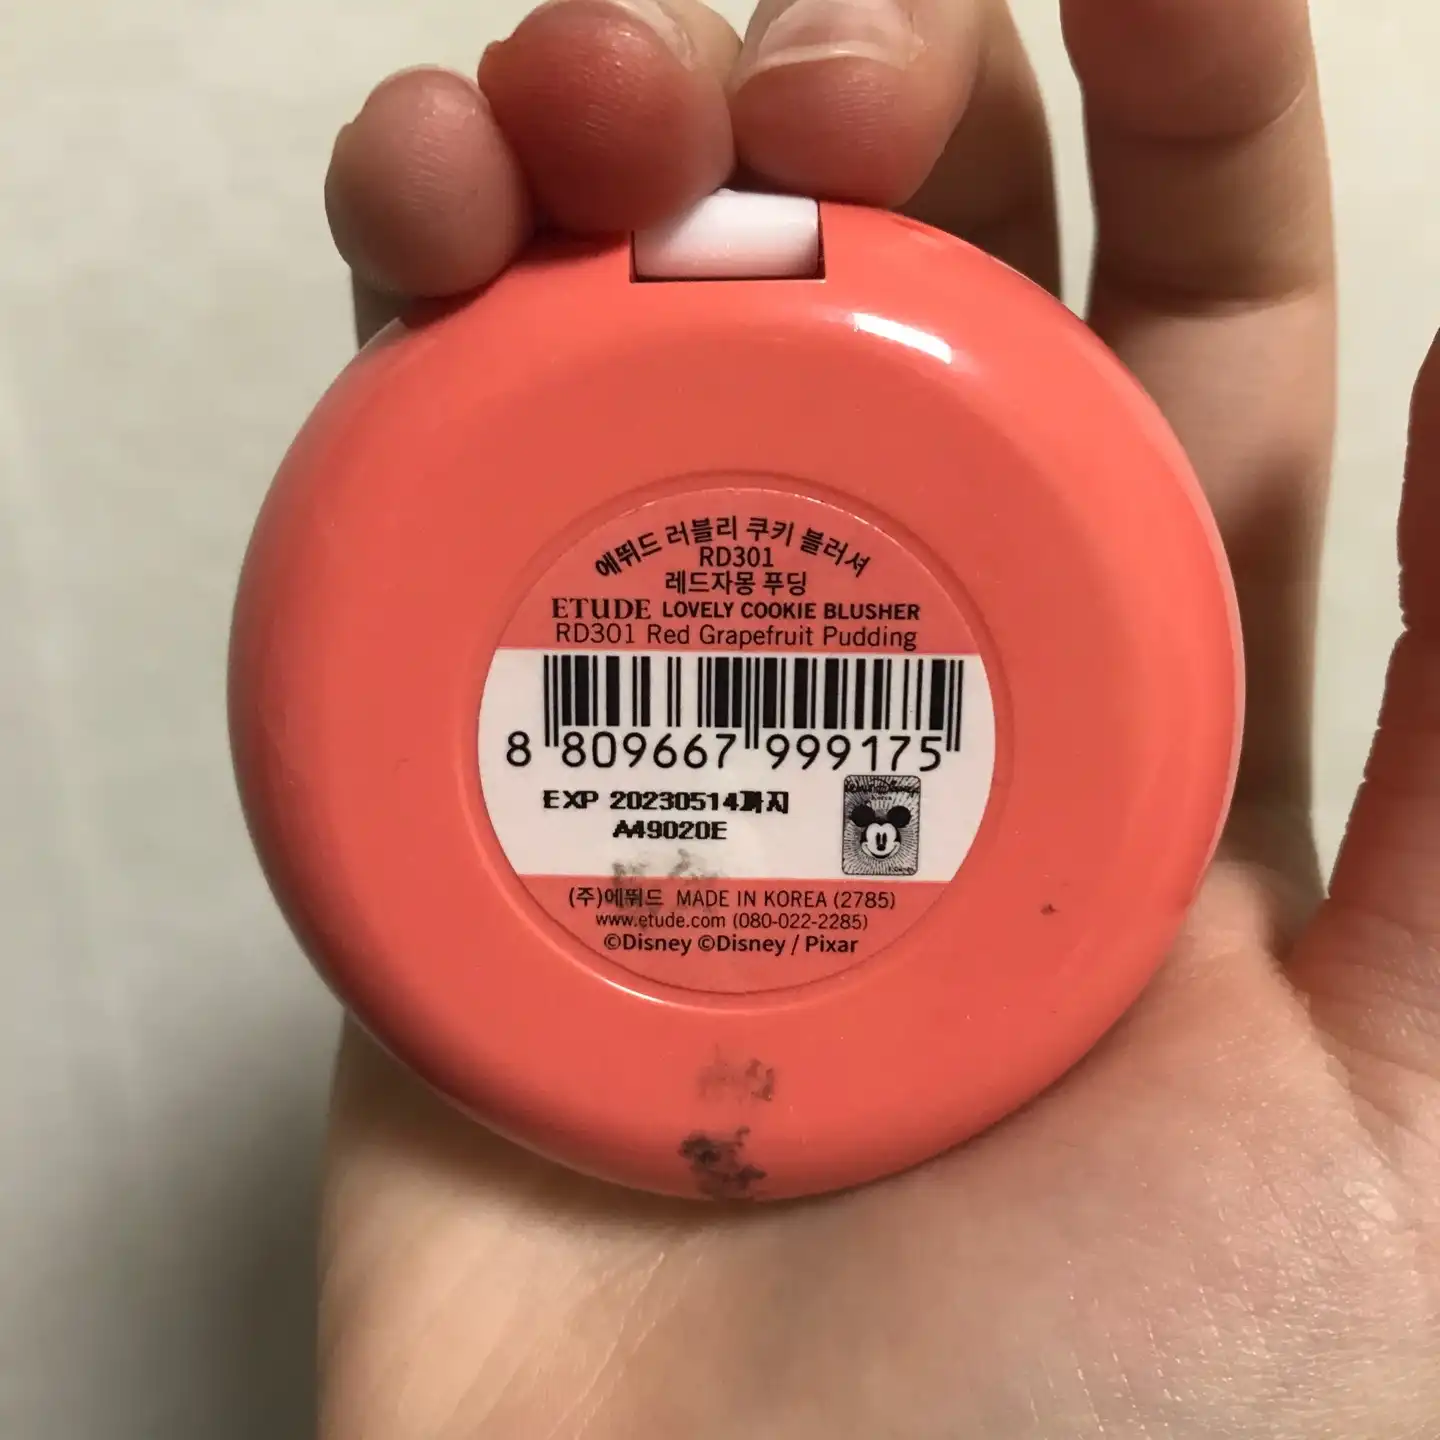 에뛰드 러블리 쿠키 블러셔
RD301
레드자몽 푸딩
ETUDE LOVELY COOKIE BLUSHER
RD301 Red Grapefruit Pudding
8 809667 999175
EXP 20230514까지
A49020E
(주)에뛰드 MADE IN KOREA (2785)
www.etude.com (080-022-2285)
©Disney ©Disney / Pixar